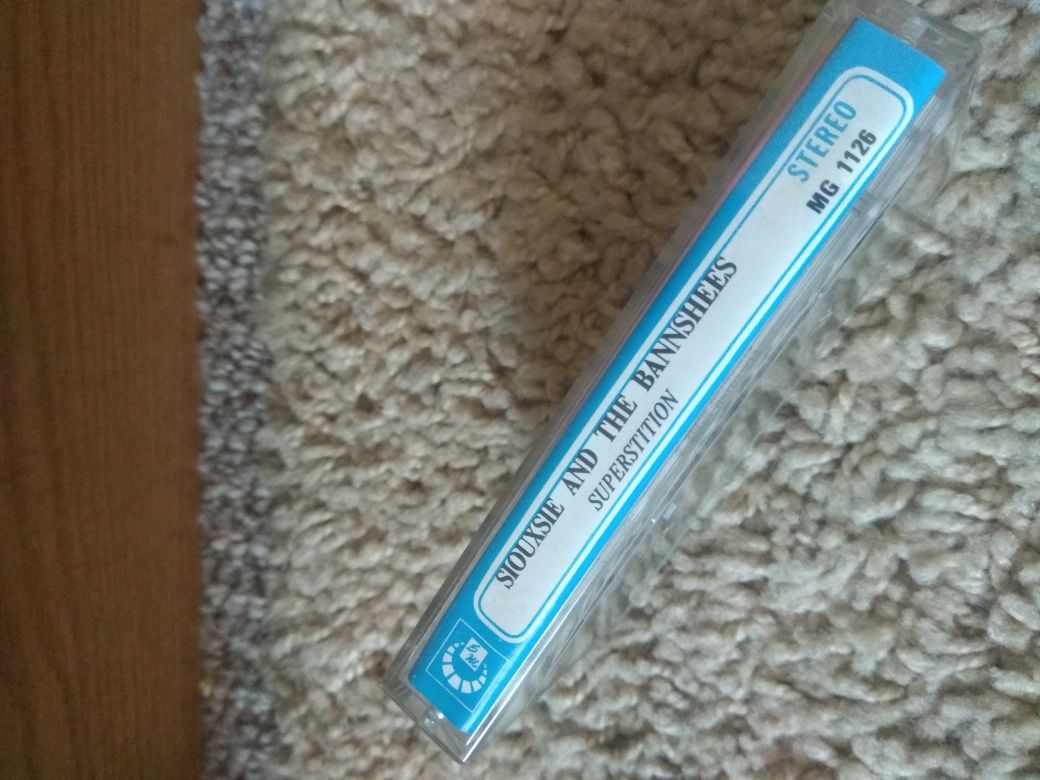 SIOUXSIE AND THE BANNSHEES
SUPERSTITION
STEREO
MG 1126